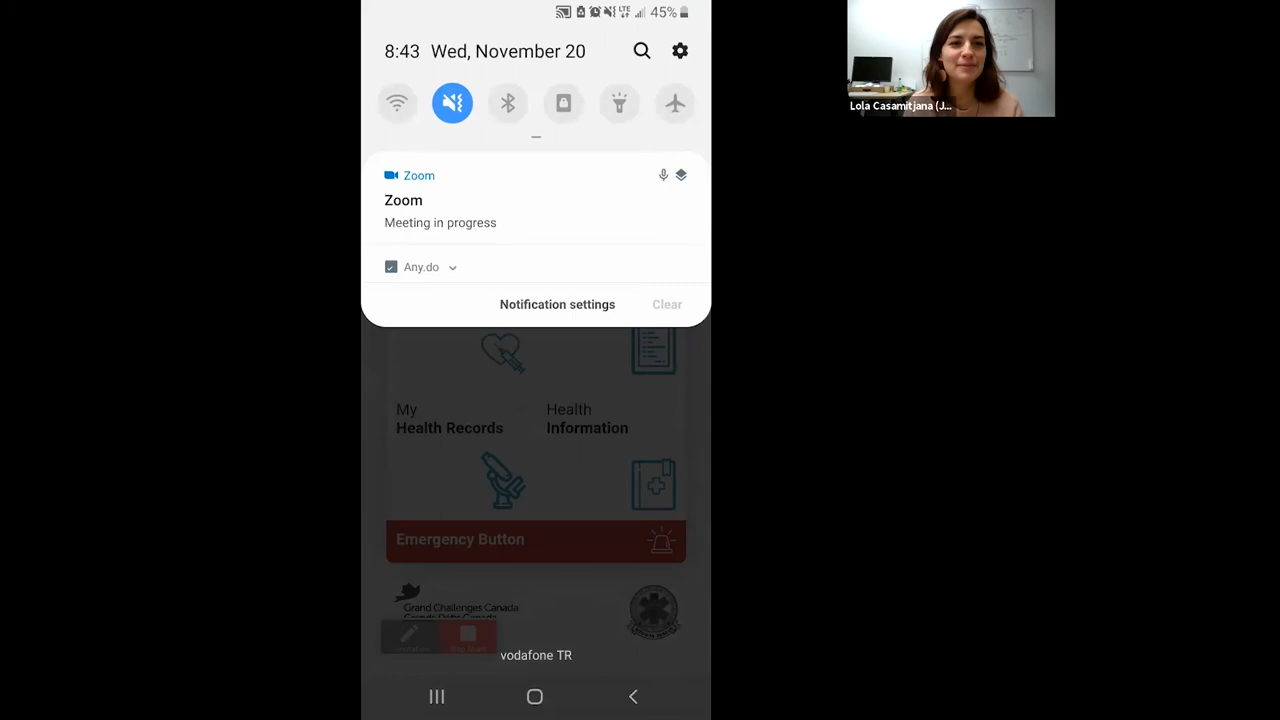 LTE 45%
8:43 Wed, November 20
Zoom
Zoom
Meeting in progress
Any.do
Notification settings Clear
My
Health Records
Health
Information
Emergency Button
Grand Challenges Canada
vodafone TR
Lola Casamitjana (J...